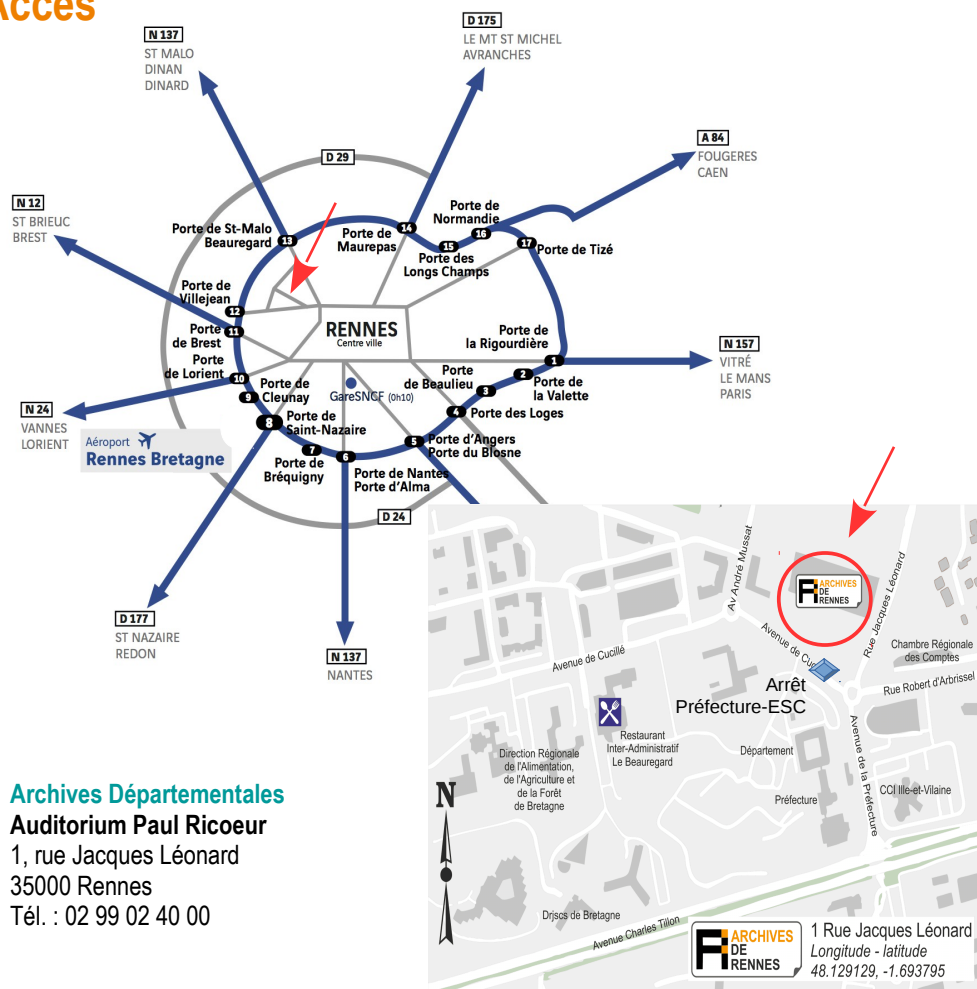 Accès
N 137
ST MALO
DINAN
DINARD
D 175
LE MT ST MICHEL
AVRANCHES
A 84
FOUGERES
CAEN
D 29
N 12
ST BRIEUC
BREST
Porte de St-Malo
Beauregard
13
Porte de
Maurepas
14
Porte de
Normandie
16
15
Porte des
Longs Champs
17
Porte de Tizé
Porte de
Villejean
12
11
Porte
de Brest
Porte
de Lorient
10
RENNES
Centre ville
Porte de
la Rigourdière
1
N 157
VITRÉ
LE MANS
PARIS
Porte
de Beaulieu
2
3
Porte de
la Valette
9
Porte de
Cleunay
GareSNCF (0h10)
4
Porte des Loges
N 24
VANNES
LORIENT
8
Porte de
Saint-Nazaire
5
Porte d'Angers
Porte du Blosne
Aéroport
Rennes Bretagne
7
Porte de
Bréquigny
6
Porte de Nantes
Porte d'Alma
D 24
D 177
ST NAZAIRE
REDON
N 137
NANTES
Av André Mussat
ARCHIVES
DE
RENNES
Rue Jacques Léonard
Avenue de Cucillé
Avenue de
Chambre Régionale
des Comptes
Rue Robert d'Arbrissel
Arrêt
Préfecture-ESC
Restaurant
Inter-Administratif
Le Beauregard
Direction Régionale
de l'Alimentation,
de l'Agriculture et
de la Forêt
de Bretagne
Département
Avenue de la Préfecture
Préfecture
CCI Ille-et-Vilaine
N
Drjscs de Bretagne
Avenue Charles Tillon
ARCHIVES
DE
RENNES
1 Rue Jacques Léonard
Longitude - latitude
48.129129, -1.693795
Archives Départementales
Auditorium Paul Ricoeur
1, rue Jacques Léonard
35000 Rennes
Tél. : 02 99 02 40 00